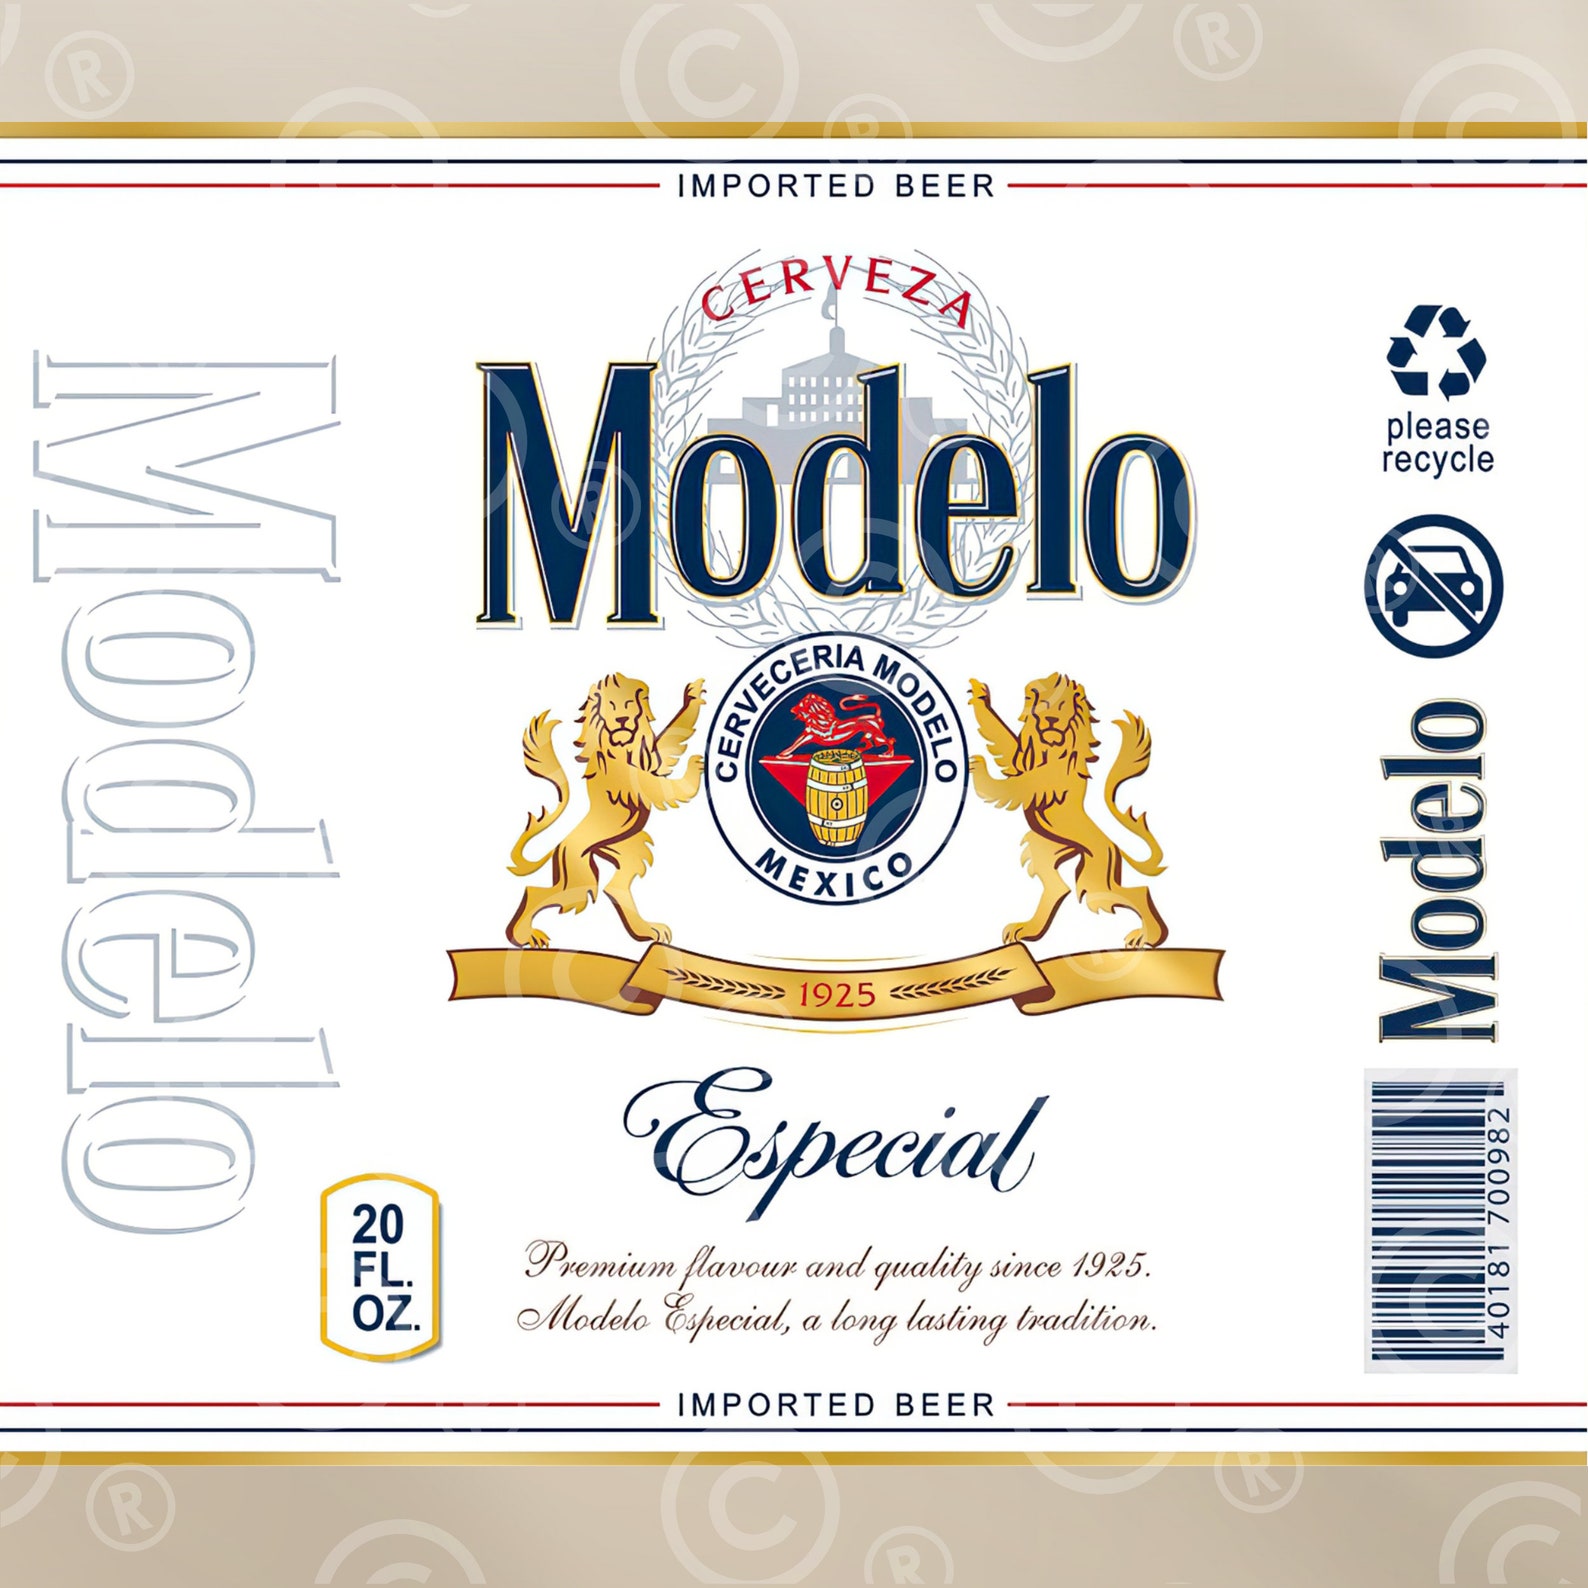 IMPORTED BEER
CERVEZA
Modelo
Modelo
CERVECERIA MODELO
MEXICO
1925
Especial
Premium flavour and quality since 1925.
Modelo Especial, a long lasting tradition.
20
FL.
OZ.
please
recycle
Modelo
40181 700982
IMPORTED BEER